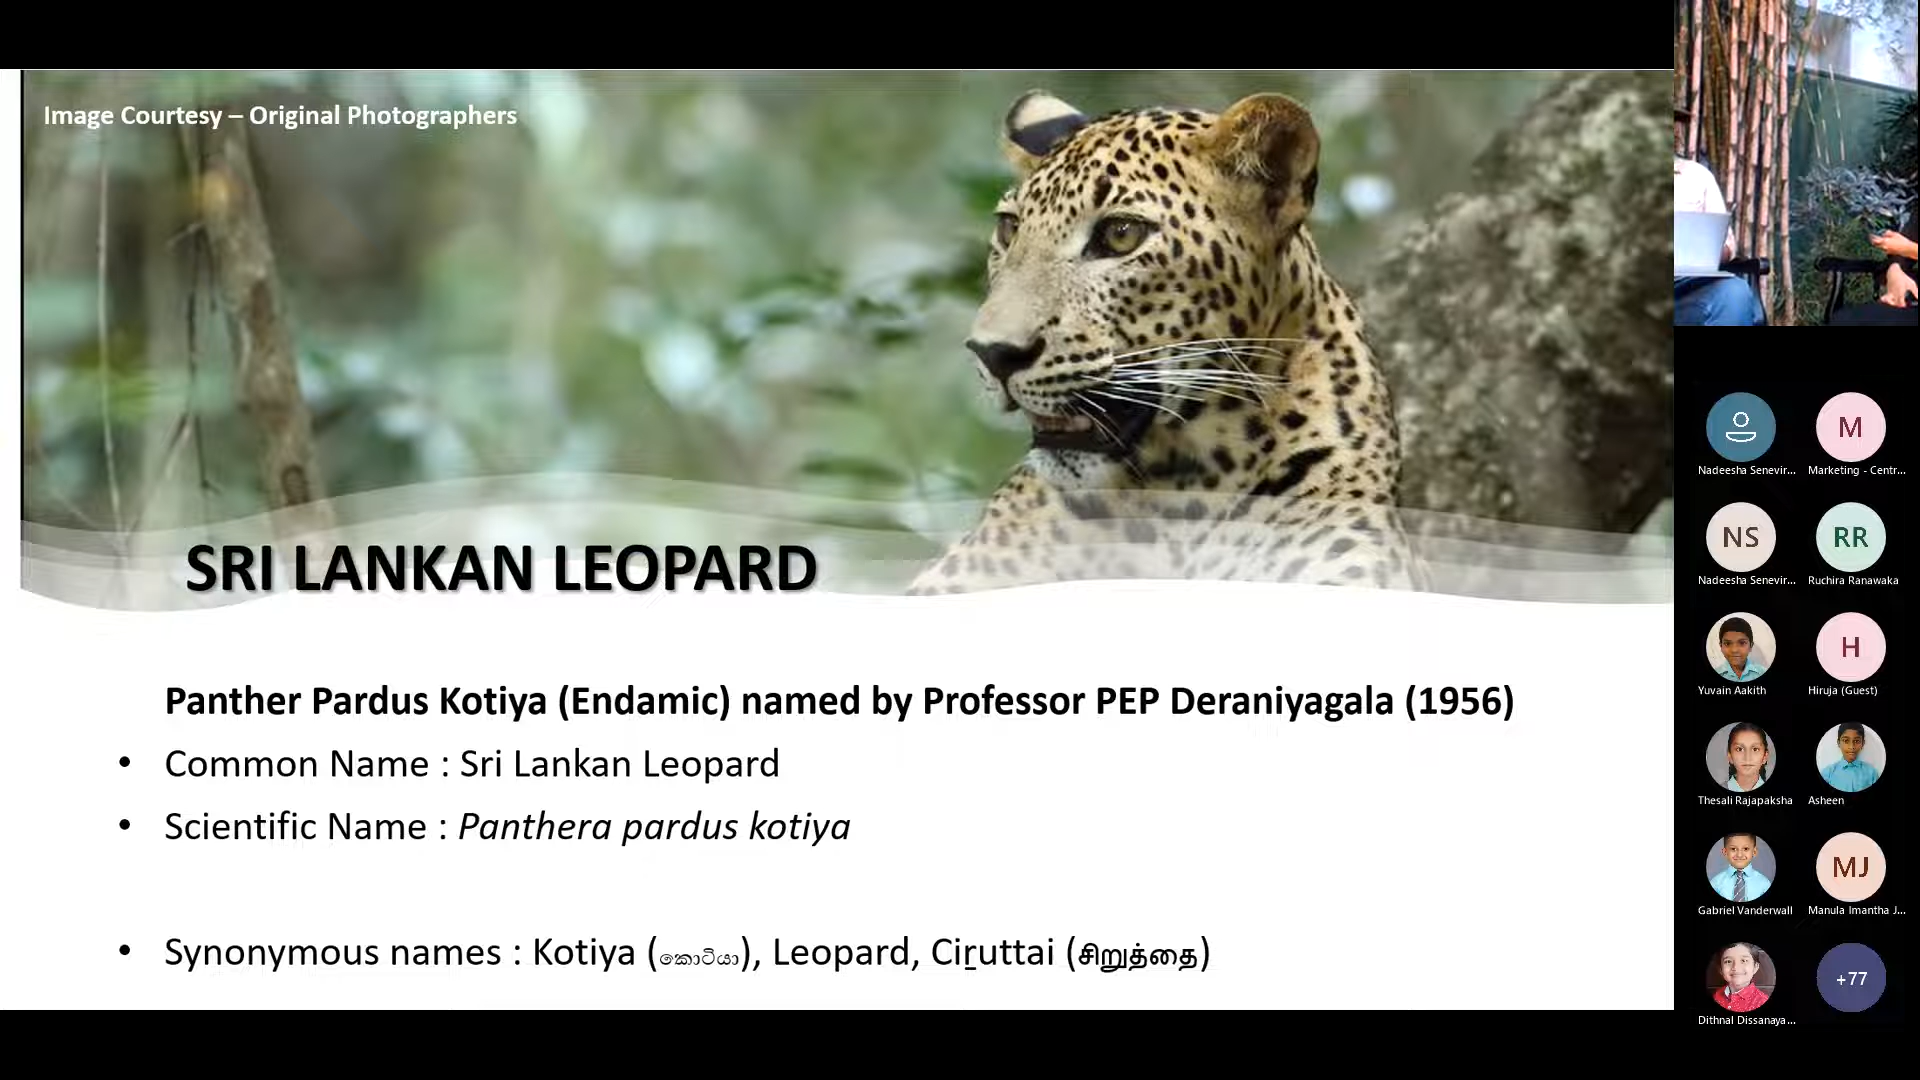 Image Courtesy – Original Photographers
SRI LANKAN LEOPARD
Panther Pardus Kotiya (Endamic) named by Professor PEP Deraniyagala (1956)
• Common Name : Sri Lankan Leopard
• Scientific Name : Panthera pardus kotiya
• Synonymous names : Kotiya (කොටියා), Leopard, Ciṟuttai (சிறுத்தை)
Nadeesha Senevir...
M
Marketing - Centr...
NS
Nadeesha Senevir...
RR
Ruchira Ranawaka
Yuvain Aakith
H
Hiruja (Guest)
Thesali Rajapaksha
Asheen
Gabriel Vanderwall
MJ
Manula Imantha J...
Dithnal Dissanaya...
+77